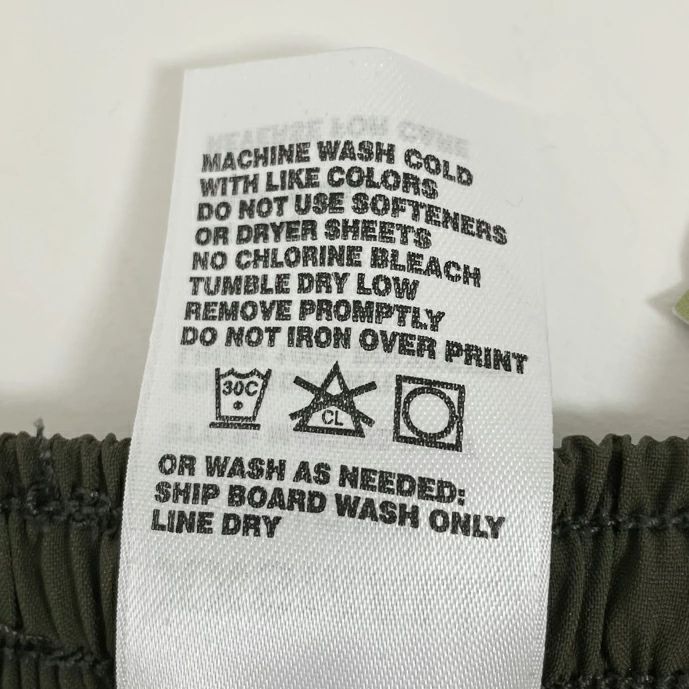 MACHINE WASH COLD
WITH LIKE COLORS
DO NOT USE SOFTENERS
OR DRYER SHEETS
NO CHLORINE BLEACH
TUMBLE DRY LOW
REMOVE PROMPTLY
DO NOT IRON OVER PRINT
30C CL
OR WASH AS NEEDED:
SHIP BOARD WASH ONLY
LINE DRY